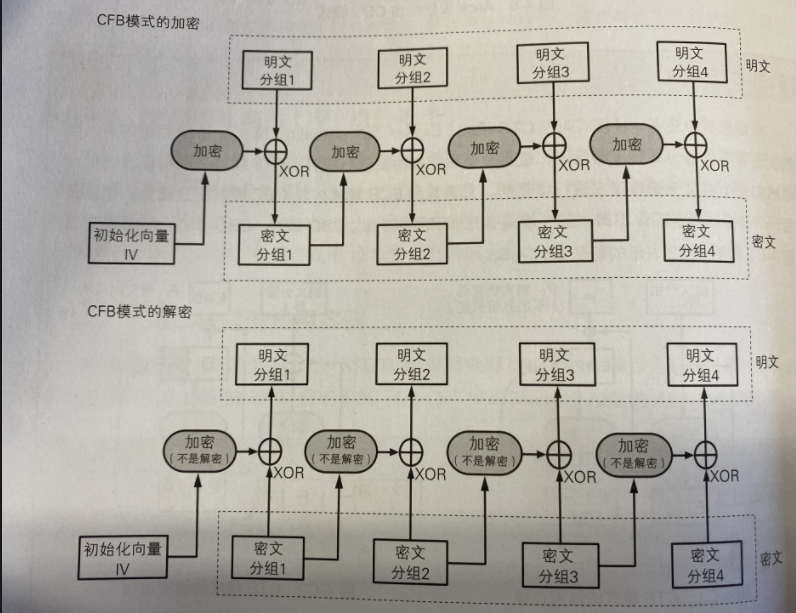 CFB模式的加密
明文
分组1
明文
分组2
明文
分组3
明文
分组4
明文
加密
XOR
加密
XOR
加密
XOR
加密
XOR
初始化向量
IV
密文
分组1
密文
分组2
密文
分组3
密文
分组4
密文
CFB模式的解密
明文
分组1
明文
分组2
明文
分组3
明文
分组4
明文
加密
(不是解密)
XOR
加密
(不是解密)
XOR
加密
(不是解密)
XOR
加密
(不是解密)
XOR
初始化向量
IV
密文
分组1
密文
分组2
密文
分组3
密文
分组4
密文